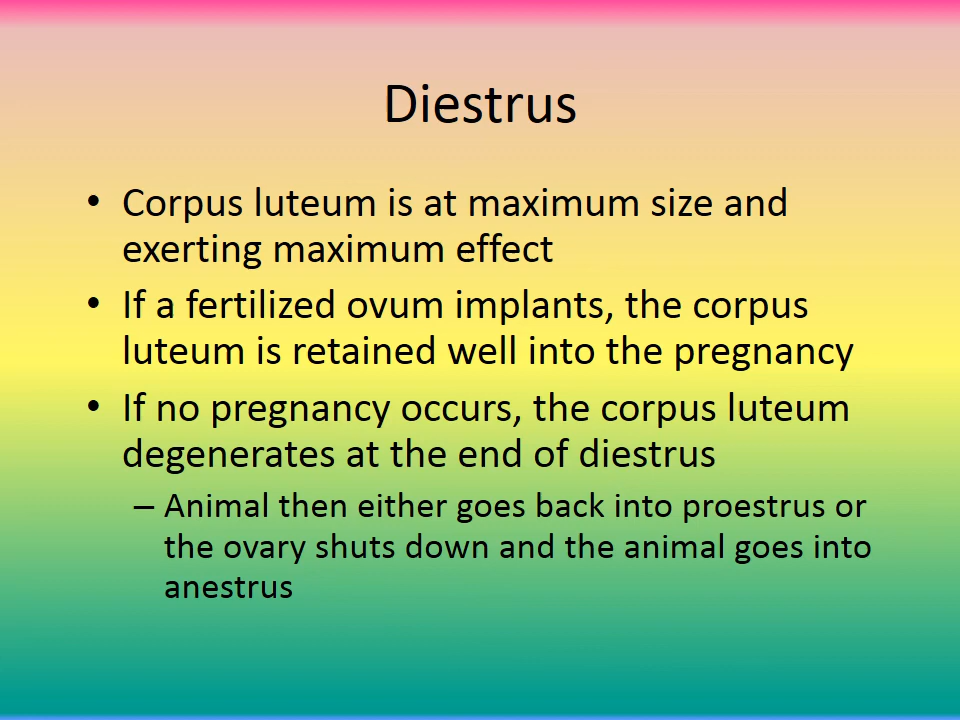 Diestrus
• Corpus luteum is at maximum size and
exerting maximum effect
• If a fertilized ovum implants, the corpus
luteum is retained well into the pregnancy
• If no pregnancy occurs, the corpus luteum
degenerates at the end of diestrus
– Animal then either goes back into proestrus or
the ovary shuts down and the animal goes into
anestrus